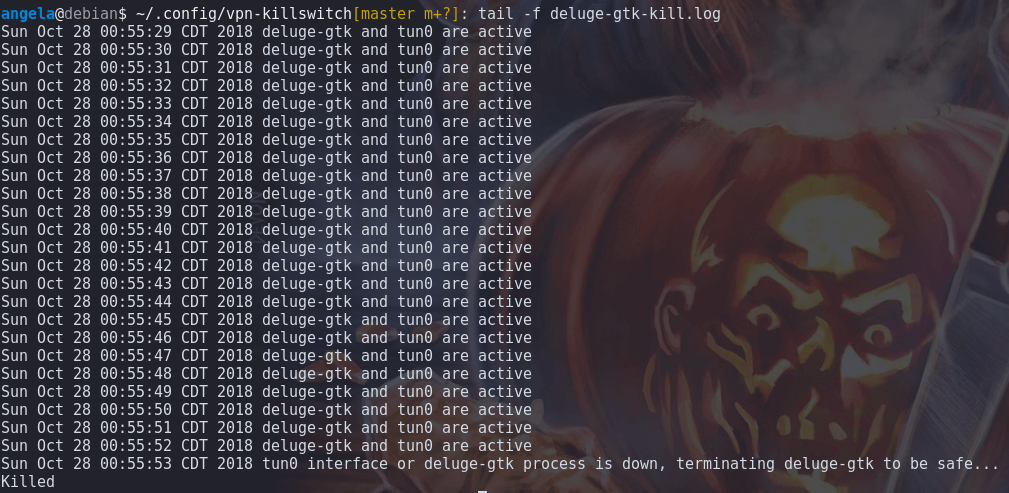 angela@debian$ ~/.config/vpn-killswitch[master m+?]: tail -f deluge-gtk-kill.log
Sun Oct 28 00:55:29 CDT 2018 deluge-gtk and tun0 are active
Sun Oct 28 00:55:30 CDT 2018 deluge-gtk and tun0 are active
Sun Oct 28 00:55:31 CDT 2018 deluge-gtk and tun0 are active
Sun Oct 28 00:55:32 CDT 2018 deluge-gtk and tun0 are active
Sun Oct 28 00:55:33 CDT 2018 deluge-gtk and tun0 are active
Sun Oct 28 00:55:34 CDT 2018 deluge-gtk and tun0 are active
Sun Oct 28 00:55:35 CDT 2018 deluge-gtk and tun0 are active
Sun Oct 28 00:55:36 CDT 2018 deluge-gtk and tun0 are active
Sun Oct 28 00:55:37 CDT 2018 deluge-gtk and tun0 are active
Sun Oct 28 00:55:38 CDT 2018 deluge-gtk and tun0 are active
Sun Oct 28 00:55:39 CDT 2018 deluge-gtk and tun0 are active
Sun Oct 28 00:55:40 CDT 2018 deluge-gtk and tun0 are active
Sun Oct 28 00:55:41 CDT 2018 deluge-gtk and tun0 are active
Sun Oct 28 00:55:42 CDT 2018 deluge-gtk and tun0 are active
Sun Oct 28 00:55:43 CDT 2018 deluge-gtk and tun0 are active
Sun Oct 28 00:55:44 CDT 2018 deluge-gtk and tun0 are active
Sun Oct 28 00:55:45 CDT 2018 deluge-gtk and tun0 are active
Sun Oct 28 00:55:46 CDT 2018 deluge-gtk and tun0 are active
Sun Oct 28 00:55:47 CDT 2018 deluge-gtk and tun0 are active
Sun Oct 28 00:55:48 CDT 2018 deluge-gtk and tun0 are active
Sun Oct 28 00:55:49 CDT 2018 deluge-gtk and tun0 are active
Sun Oct 28 00:55:50 CDT 2018 deluge-gtk and tun0 are active
Sun Oct 28 00:55:51 CDT 2018 deluge-gtk and tun0 are active
Sun Oct 28 00:55:52 CDT 2018 deluge-gtk and tun0 are active
Sun Oct 28 00:55:53 CDT 2018 tun0 interface or deluge-gtk process is down, terminating deluge-gtk to be safe...
Killed